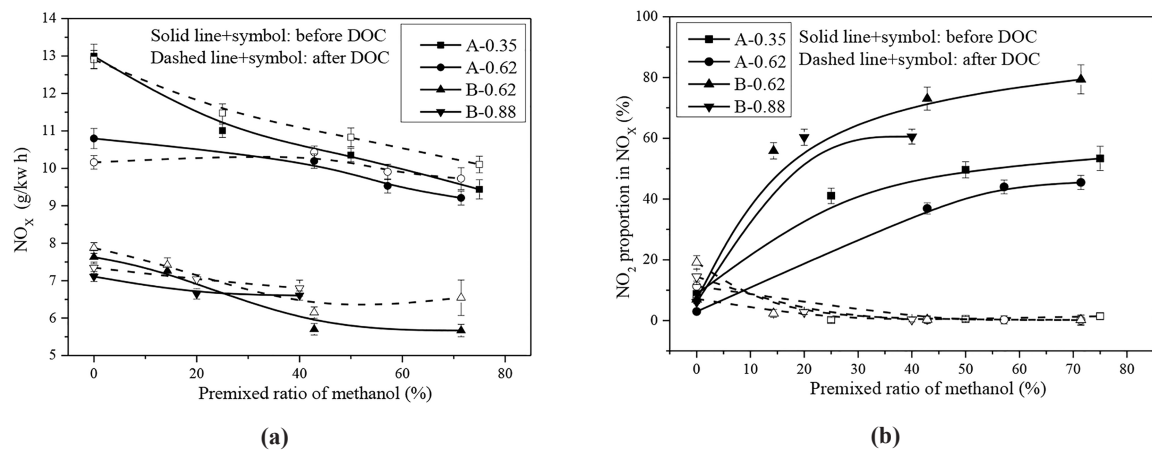 Solid line+symbol: before DOC
Dashed line+symbol: after DOC
A-0.35
A-0.62
B-0.62
B-0.88
13
12
11
10
9
8
7
6
5
NOX (g/kw h)
0
20
40
60
80
Premixed ratio of methanol (%)
(a)
Solid line+symbol: before DOC
Dashed line+symbol: after DOC
A-0.35
A-0.62
B-0.62
B-0.88
100
80
60
40
20
0
NO2 proportion in NOX (%)
0
10
20
30
40
50
60
70
80
Premixed ratio of methanol (%)
(b)